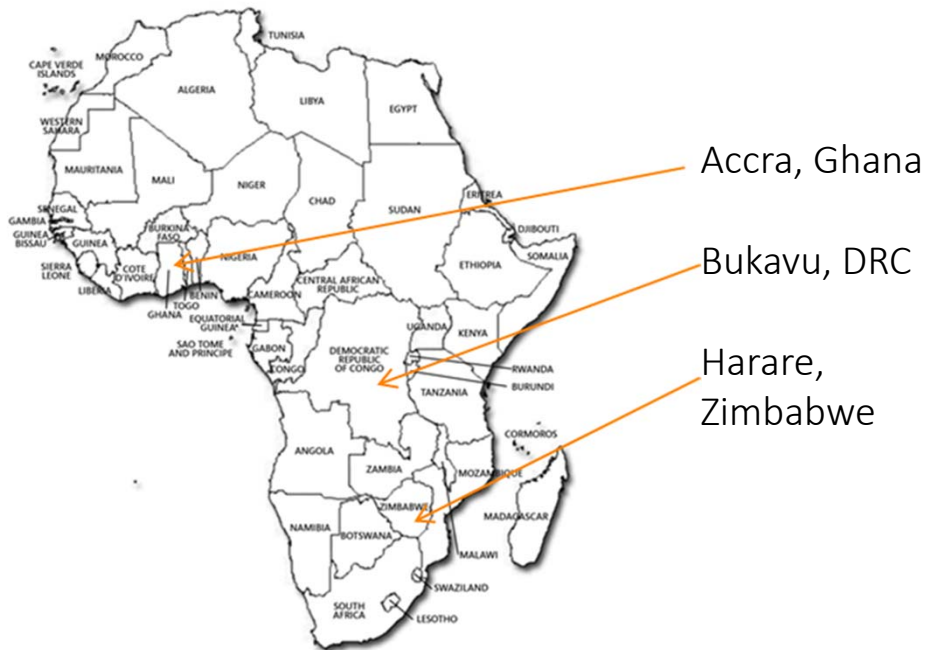 TUNISIA
MOROCCO
CAPE VERDE
ISLANDS
ALGERIA
LIBYA
EGYPT
WESTERN
SAHARA
Accra, Ghana
MAURITANIA
MALI
NIGER
CHAD
SUDAN
ERITREA
SENEGAL
GAMBIA
GUINEA
BISSAU
GUINEA
BURKINA
FASO
NIGERIA
DJIBOUTI
SOMALIA
ETHIOPIA
Bukavu, DRC
SIERRA
LEONE
COTE
D'IVOIRE
LIBERIA
BENIN
TOGO
GHANA
CAMEROON
CENTRAL AFRICAN
REPUBLIC
EQUATORIAL
GUINEA
SAO TOME
AND PRINCIPE
GABON
CONGO
DEMOCRATIC
REPUBLIC
OF CONGO
UGANDA
KENYA
RWANDA
BURUNDI
TANZANIA
Harare,
Zimbabwe
CORMOROS
ANGOLA
ZAMBIA
MOZAMBIQUE
ZIMBABWE
MADAGASCAR
NAMIBIA
BOTSWANA
MALAWI
SWAZILAND
SOUTH
AFRICA
LESOTHO